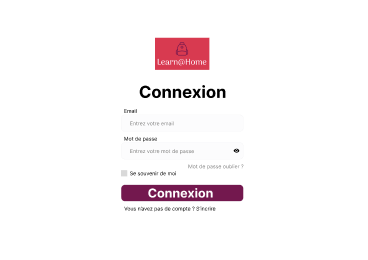 Learn@Home
Connexion
Email
Entrez votre email
Mot de passe
Entrez votre mot de passe
Mot de passe oublier ?
Se souvenir de moi
Connexion
Vous n'avez pas de compte ? S'incrire